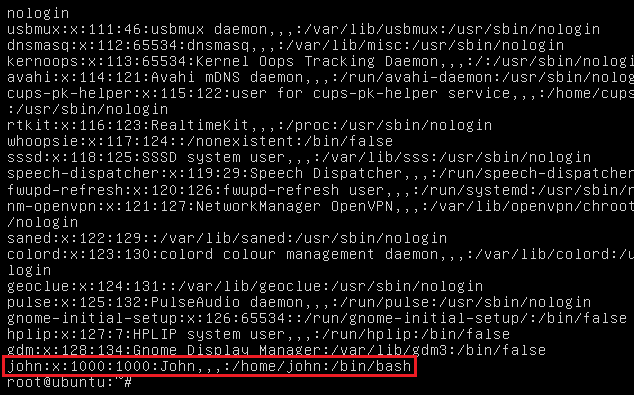 nologin
usbmux:x:111:46:usbmux daemon,,,:/var/lib/usbmux:/usr/sbin/nologin
dnsmasq:x:112:65534:dnsmasq,,,:/var/lib/misc:/usr/sbin/nologin
kernoops:x:113:65534:Kernel Oops Tracking Daemon,,,:/:/usr/sbin/nologi
avahi:x:114:121:Avahi mDNS daemon,,,:/run/avahi-daemon:/usr/sbin/nolog
cups-pk-helper:x:115:122:user for cups-pk-helper service,,,:/home/cups
:/usr/sbin/nologin
rtkit:x:116:123:RealtimeKit,,,:/proc:/usr/sbin/nologin
whoopsie:x:117:124::/nonexistent:/bin/false
sssd:x:118:125:SSSD system user,,,:/var/lib/sss:/usr/sbin/nologin
speech-dispatcher:x:119:29:Speech Dispatcher,,,:/run/speech-dispatcher
fwupd-refresh:x:120:126:fwupd-refresh user,,,:/run/systemd:/usr/sbin/n
nm-openvpn:x:121:127:NetworkManager OpenVPN,,,:/var/lib/openvpn/chroot
/nologin
saned:x:122:129::/var/lib/saned:/usr/sbin/nologin
colord:x:123:130:colord colour management daemon,,,:/var/lib/colord:/u
login
geoclue:x:124:131::/var/lib/geoclue:/usr/sbin/nologin
pulse:x:125:132:PulseAudio daemon,,,:/run/pulse:/usr/sbin/nologin
gnome-initial-setup:x:126:65534::/run/gnome-initial-setup/:/bin/false
hplip:x:127:7:HPLIP system user,,,:/run/hplip:/bin/false
gdm:x:128:134:Gnome Display Manager:/var/lib/gdm3:/bin/false
john:x:1000:1000:John,,,:/home/john:/bin/bash
root@ubuntu:~#